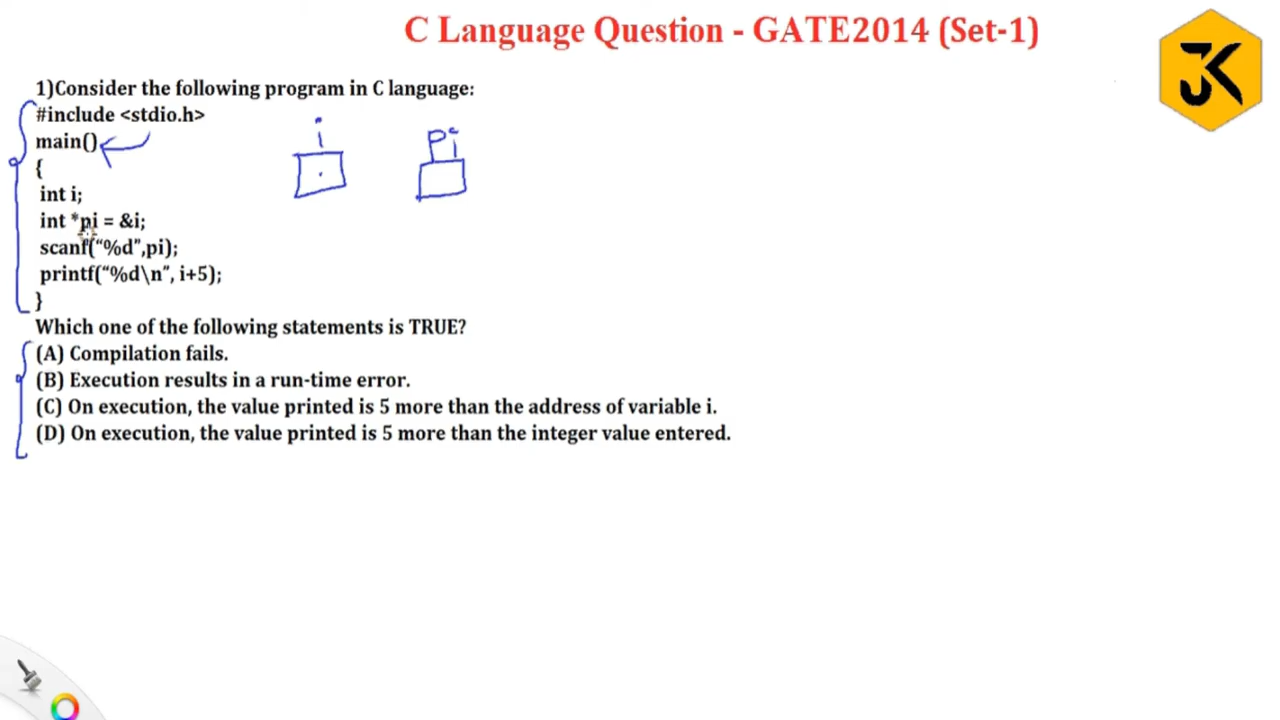 C Language Question - GATE2014 (Set-1)
JK
1)Consider the following program in C language:
#include <stdio.h>
main()
{
int i;
int *pi = &i;
scanf(“%d”,pi);
printf(“%d\n”, i+5);
}
i
Pi
Which one of the following statements is TRUE?
(A) Compilation fails.
(B) Execution results in a run-time error.
(C) On execution, the value printed is 5 more than the address of variable i.
(D) On execution, the value printed is 5 more than the integer value entered.